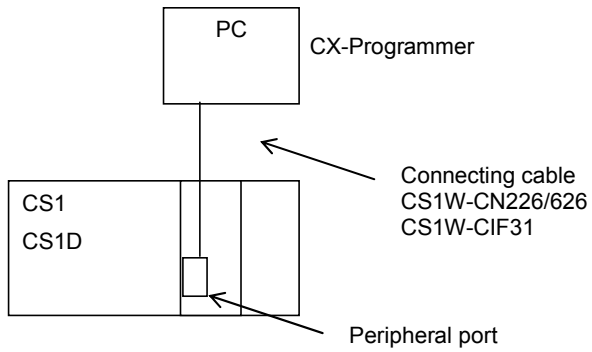 PC
CX-Programmer
Connecting cable
CS1W-CN226/626
CS1W-CIF31
CS1
CS1D
Peripheral port